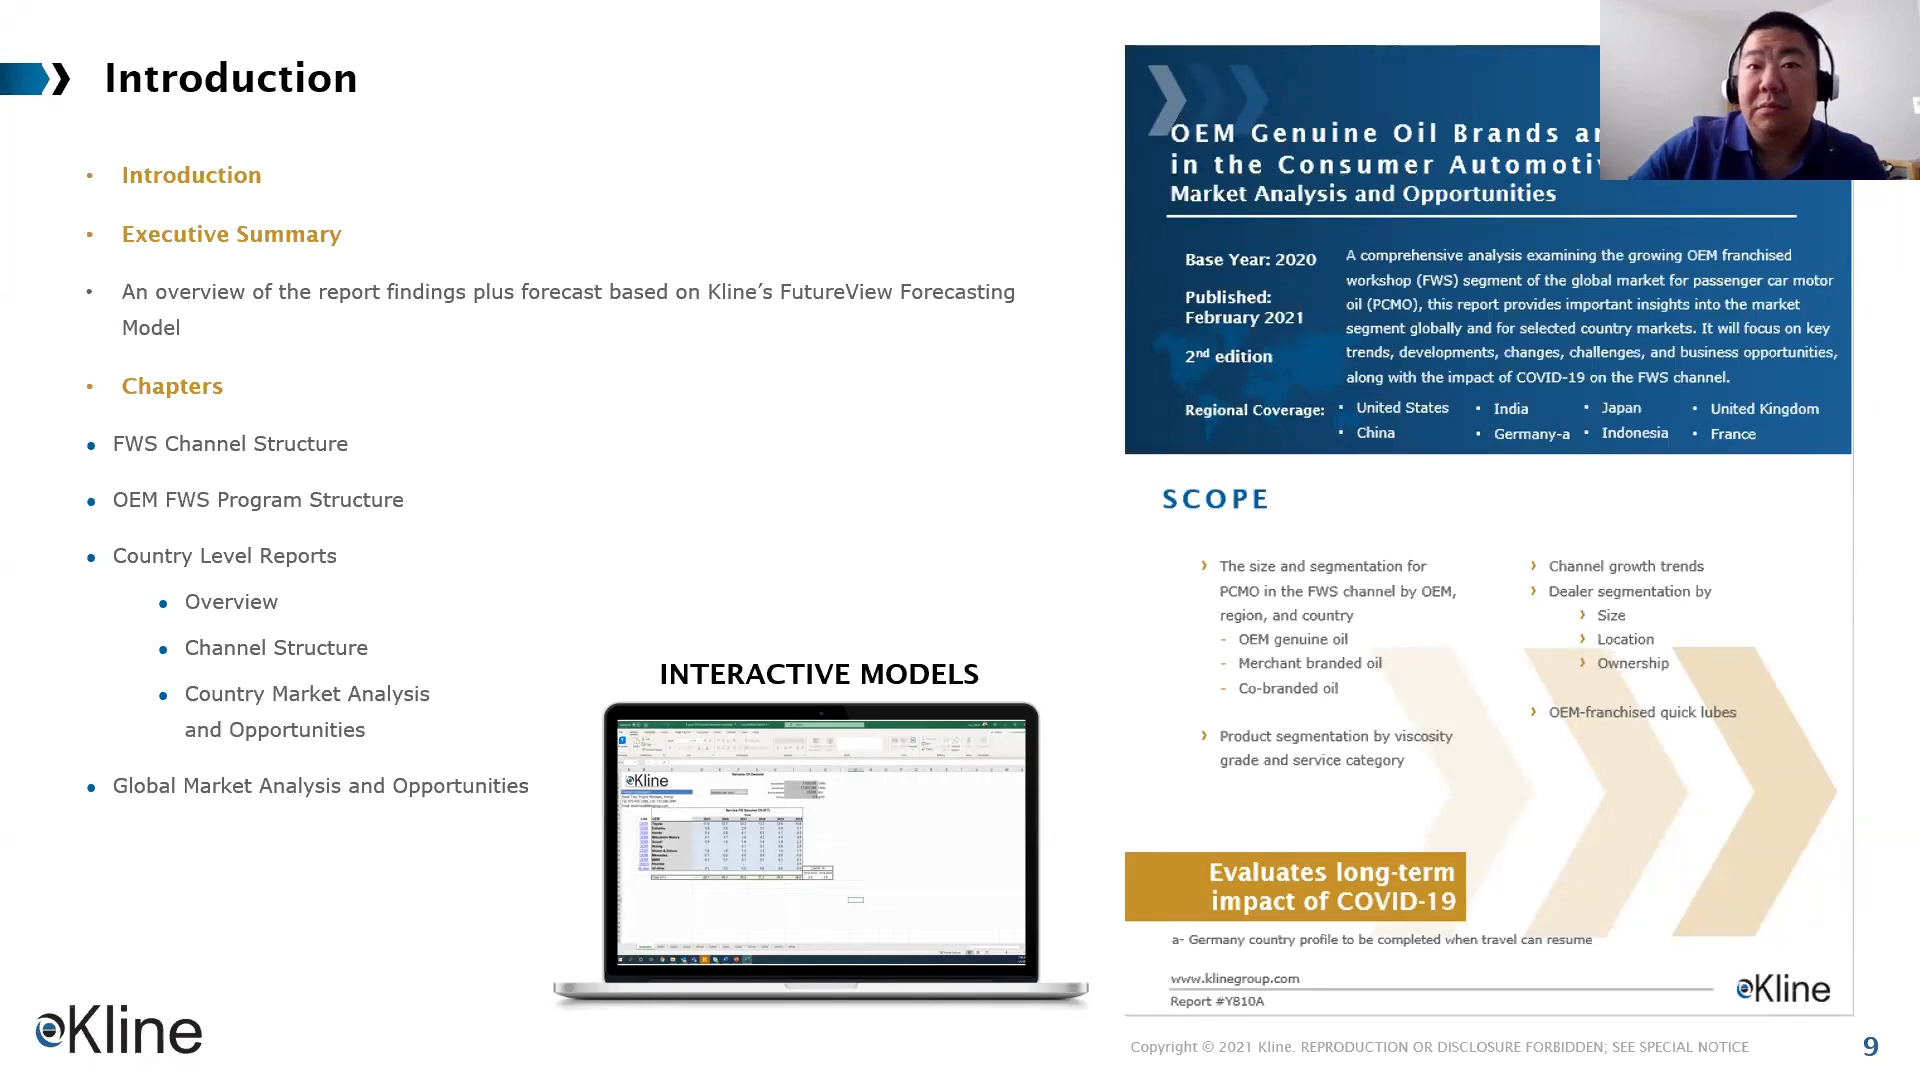 Introduction
• Introduction
• Executive Summary
• An overview of the report findings plus forecast based on Kline's FutureView Forecasting
Model
• Chapters
• FWS Channel Structure
• OEM FWS Program Structure
• Country Level Reports
• Overview
• Channel Structure
• Country Market Analysis
and Opportunities
• Global Market Analysis and Opportunities
INTERACTIVE MODELS
Kline
Kline
OEM Genuine Oil Brands
in the Consumer
Market Analysis and Opportunities
Base Year: 2020
Published:
February 2021
2nd edition
A comprehensive analysis examining the growing OEM franchised
workshop (FWS) segment of the global market for passenger car motor
oil (PCMO), this report provides important insights into the market
segment globally and for selected country markets. It will focus on key
trends, developments, changes, challenges, and business opportunities,
along with the impact of COVID-19 on the FWS channel.
Regional Coverage: • United States • India • Japan • United Kingdom
• China • Germany-a • Indonesia • France
SCOPE
› The size and segmentation for
PCMO in the FWS channel by OEM,
region, and country
- OEM genuine oil
- Merchant branded oil
- Co-branded oil
› Product segmentation by viscosity
grade and service category
› Channel growth trends
› Dealer segmentation by
› Size
› Location
› Ownership
› OEM-franchised quick lubes
Evaluates long-term
impact of COVID-19
a- Germany country profile to be completed when travel can resume
www.klinegroup.com
Report #Y810A
Kline
Copyright © 2021 Kline. REPRODUCTION OR DISCLOSURE FORBIDDEN; SEE SPECIAL NOTICE
9